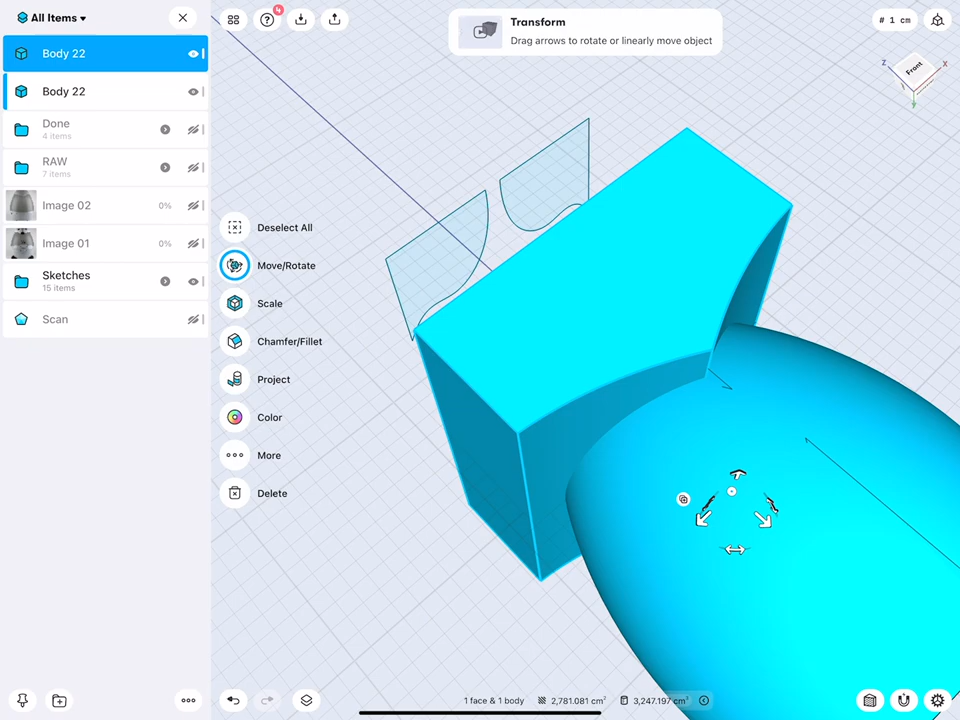 All Items
Body 22
Body 22
Done
4 items
RAW
7 items
Image 02
0%
Image 01
0%
Sketches
15 items
Scan
4
Transform
Drag arrows to rotate or linearly move object
# 1 cm
Z
Front
X
y
Deselect All
Move/Rotate
Scale
Chamfer/Fillet
Project
Color
More
Delete
1 face & 1 body
2,781.081 cm²
3,247.197 cm³